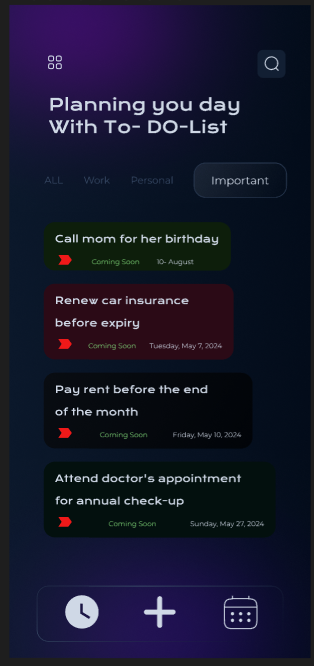 Planning you day
With To- DO-List
ALL Work Personal Important
Call mom for her birthday
Coming Soon 10- August
Renew car insurance
before expiry
Coming Soon Tuesday, May 7, 2024
Pay rent before the end
of the month
Coming Soon Friday, May 10, 2024
Attend doctor's appointment
for annual check-up
Coming Soon Sunday, May 27, 2024